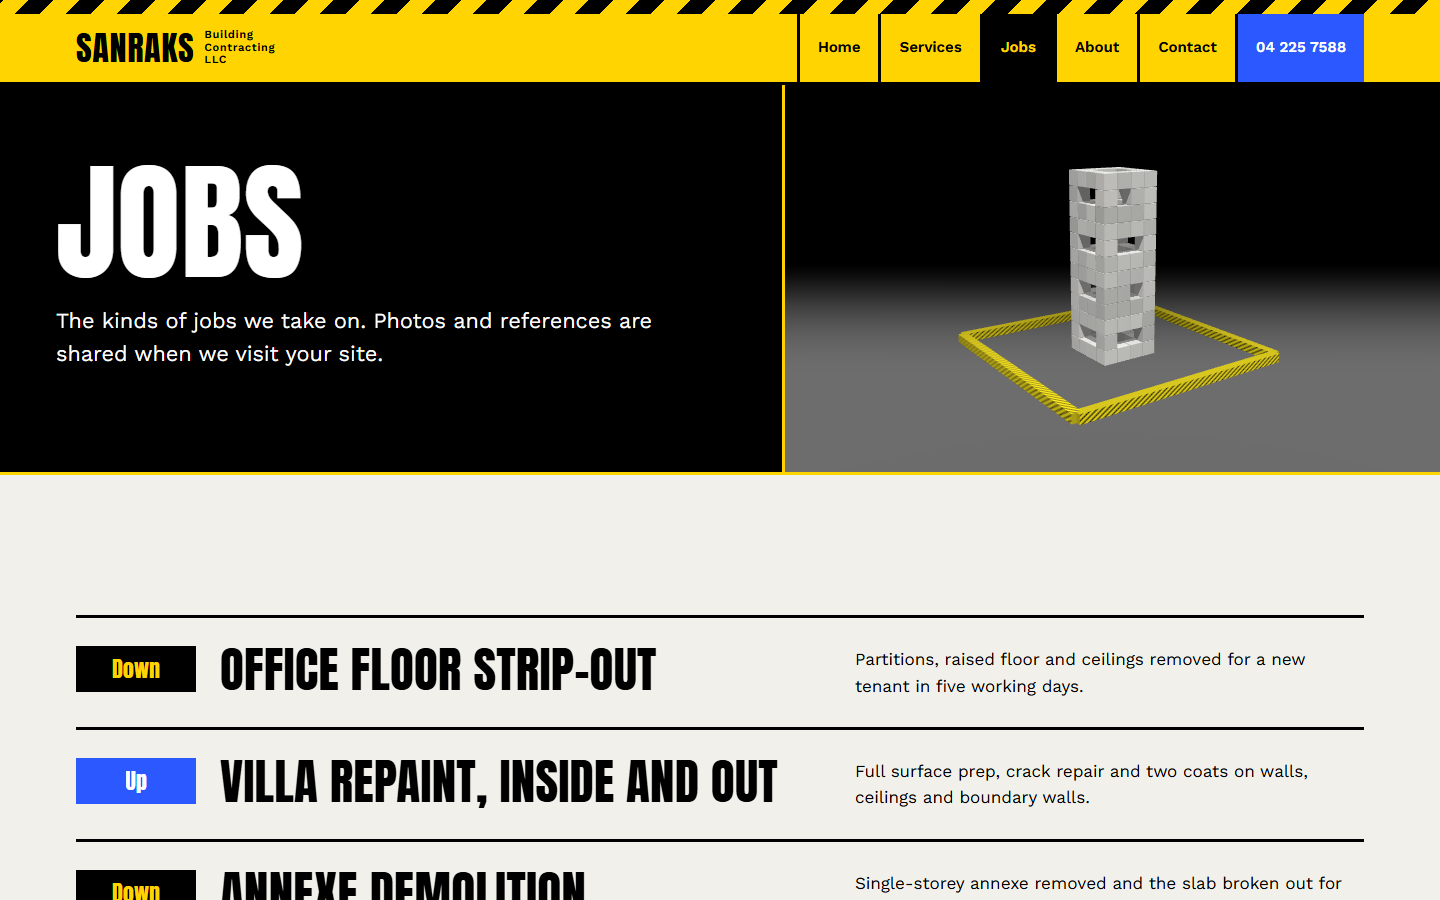 SANRAKS
Building
Contracting
LLC
Home
Services
Jobs
About
Contact
04 225 7588
JOBS
The kinds of jobs we take on. Photos and references are
shared when we visit your site.
Down
OFFICE FLOOR STRIP-OUT
Partitions, raised floor and ceilings removed for a new
tenant in five working days.
Up
VILLA REPAINT, INSIDE AND OUT
Full surface prep, crack repair and two coats on walls,
ceilings and boundary walls.
Down
ANNEXE DEMOLITION
Single-storey annexe removed and the slab broken out for